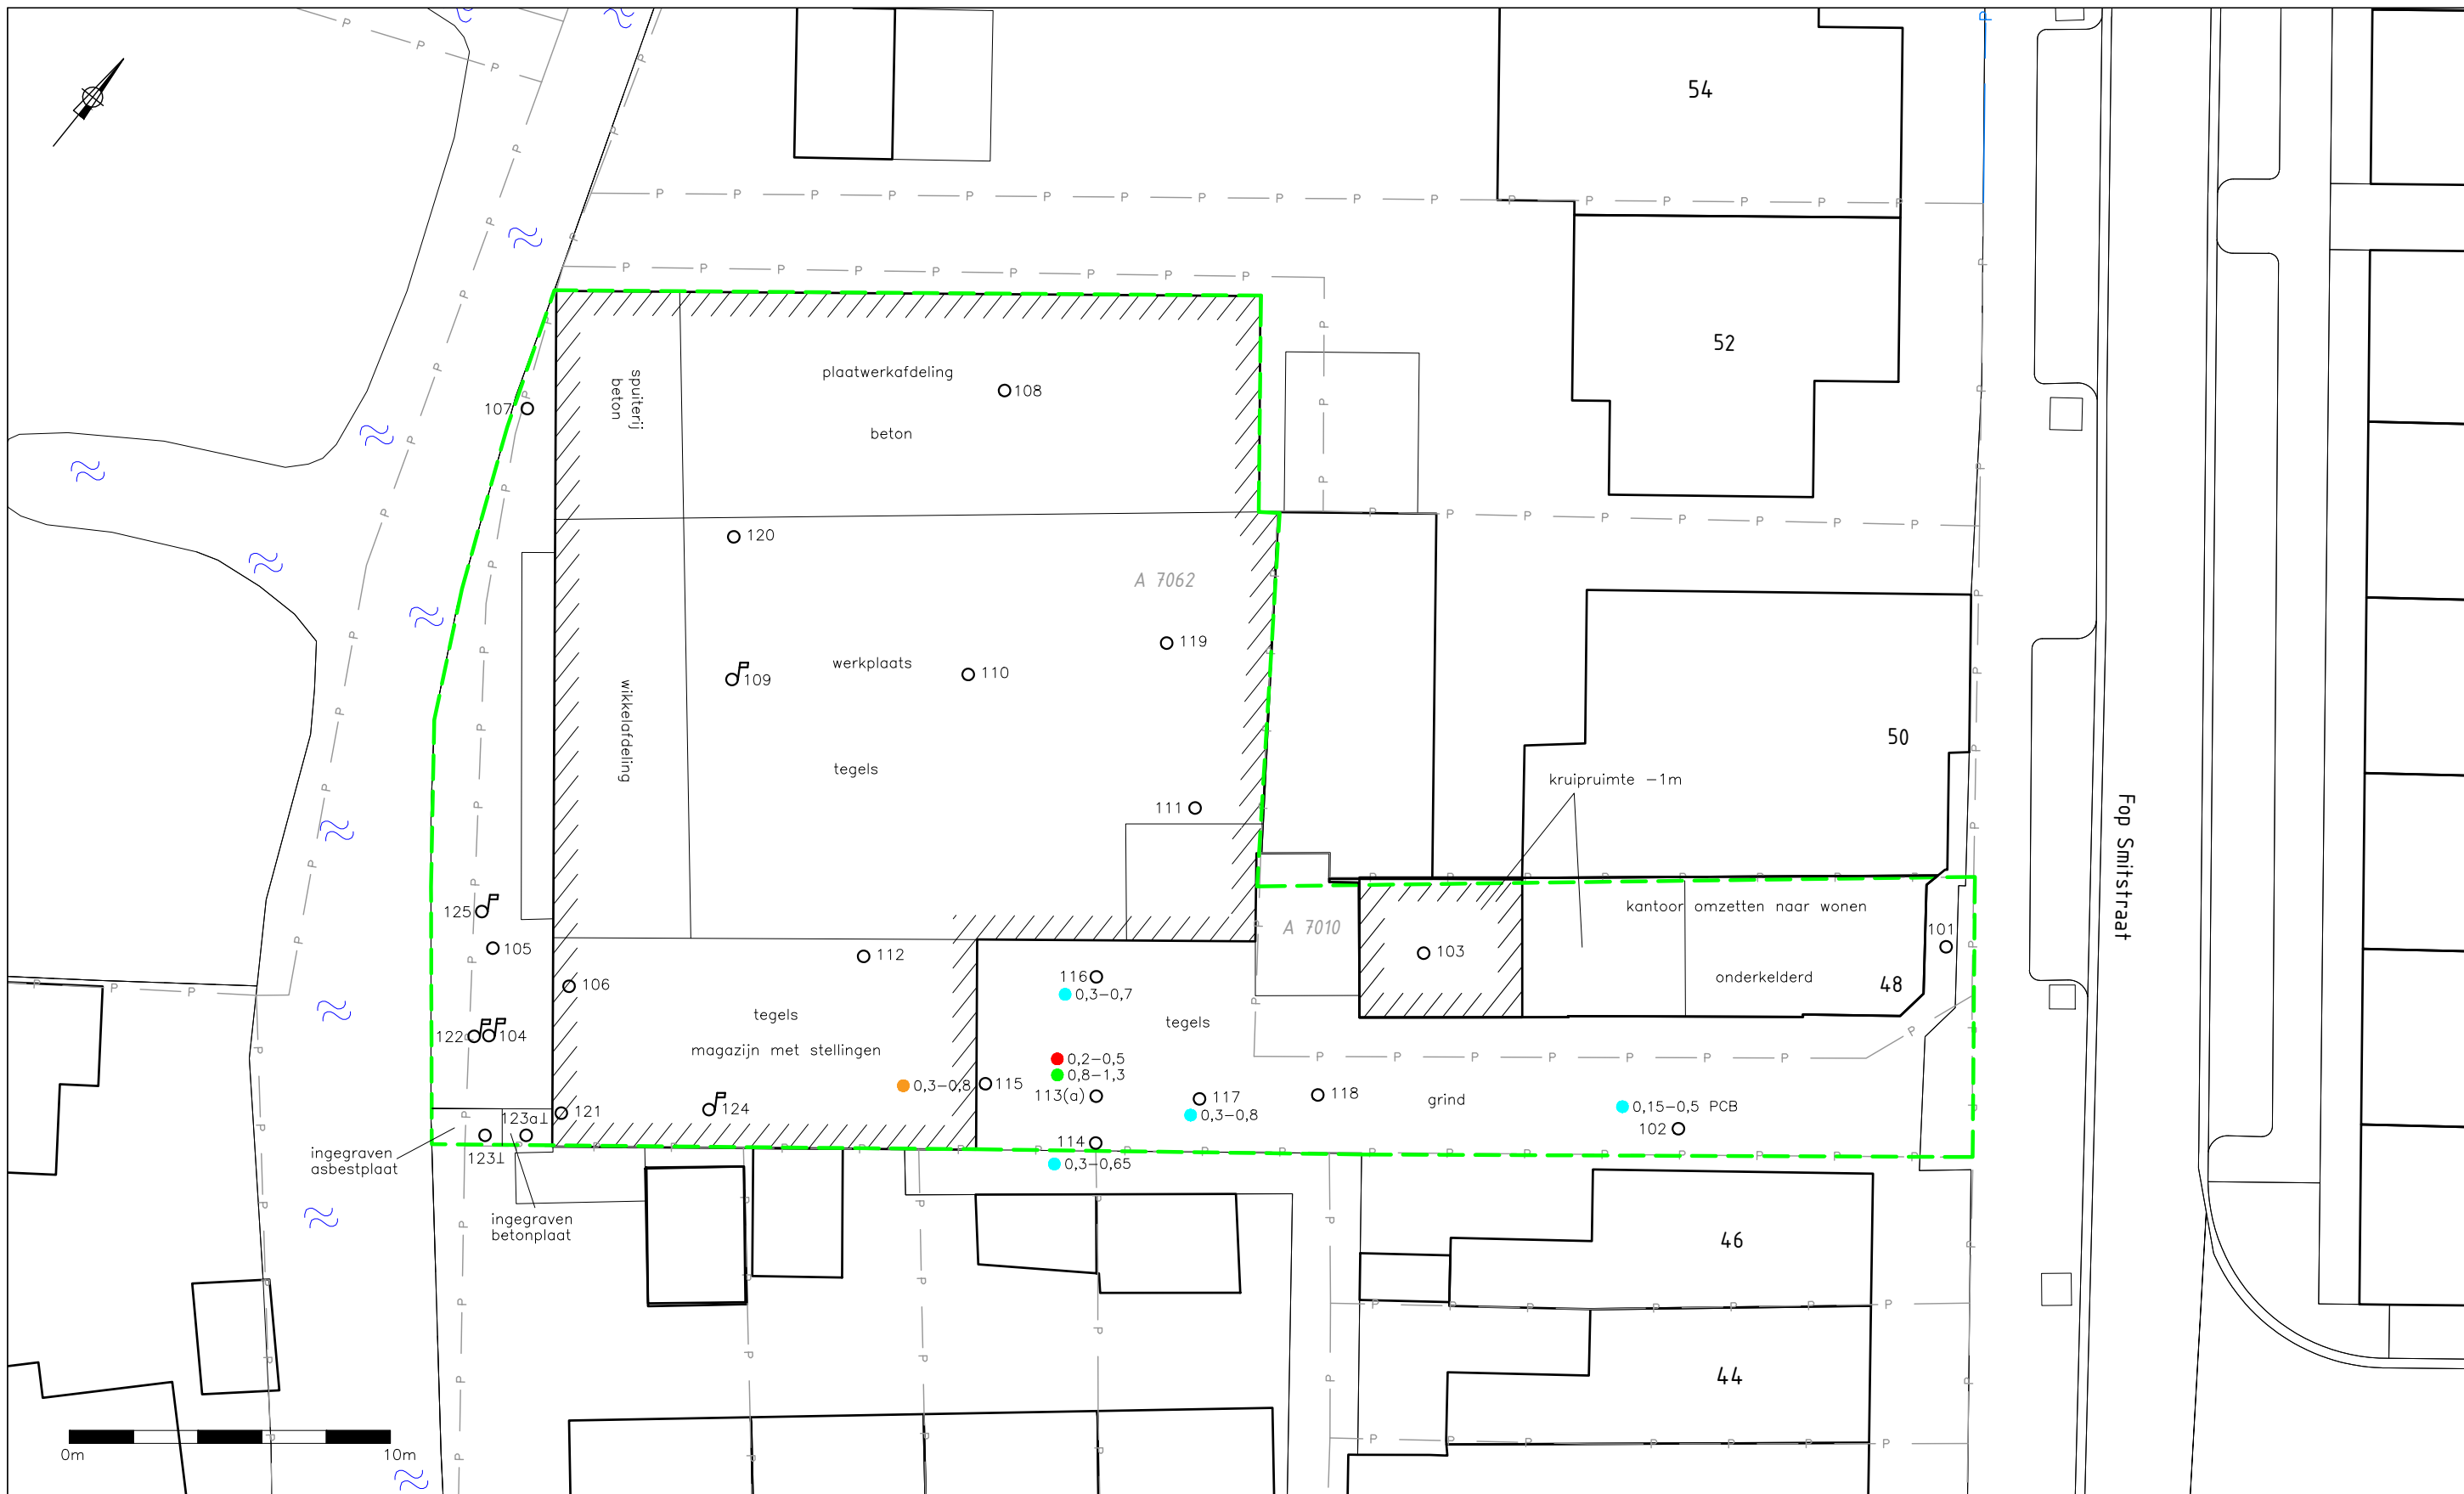 54
52
spuiterij
beton
plaatwerkafdeling
beton
108
107
120
A 7062
119
werkplaats
110
109
wikkelafdeling
tegels
111
50
kruipruimte -1m
Fop Smitstraat
kantoor omzetten naar wonen
A 7010
103
101
onderkelderd
48
125
105
112
106
116
0,3-0,7
tegels
tegels
122
104
magazijn met stellingen
0,2-0,5
0,8-1,3
0,3-0,8
115
113(a)
117
118
grind
0,15-0,5 PCB
0,3-0,8
102
121
124
123a⊥
123⊥
114
0,3-0,65
ingegraven
asbestplaat
ingegraven
betonplaat
46
44
0m
10m
P